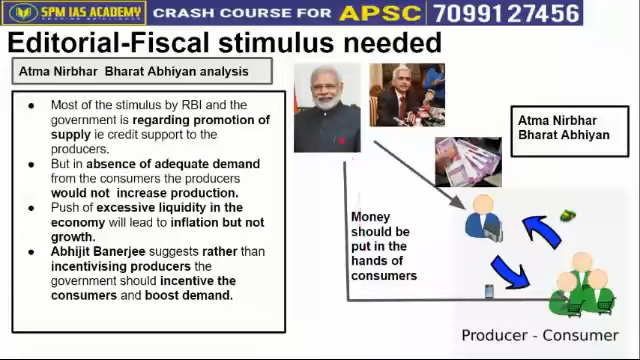 SPM IAS ACADEMY
CRASH COURSE FOR APSC 7099127456
Editorial-Fiscal stimulus needed
Atma Nirbhar Bharat Abhiyan analysis
● Most of the stimulus by RBI and the
government is regarding promotion of
supply ie credit support to the
producers.
● But in absence of adequate demand
from the consumers the producers
would not increase production.
● Push of excessive liquidity in the
economy will lead to inflation but not
growth.
● Abhijit Banerjee suggests rather than
incentivising producers the
government should incentive the
consumers and boost demand.
Atma Nirbhar
Bharat Abhiyan
Money
should be
put in the
hands of
consumers
Producer - Consumer